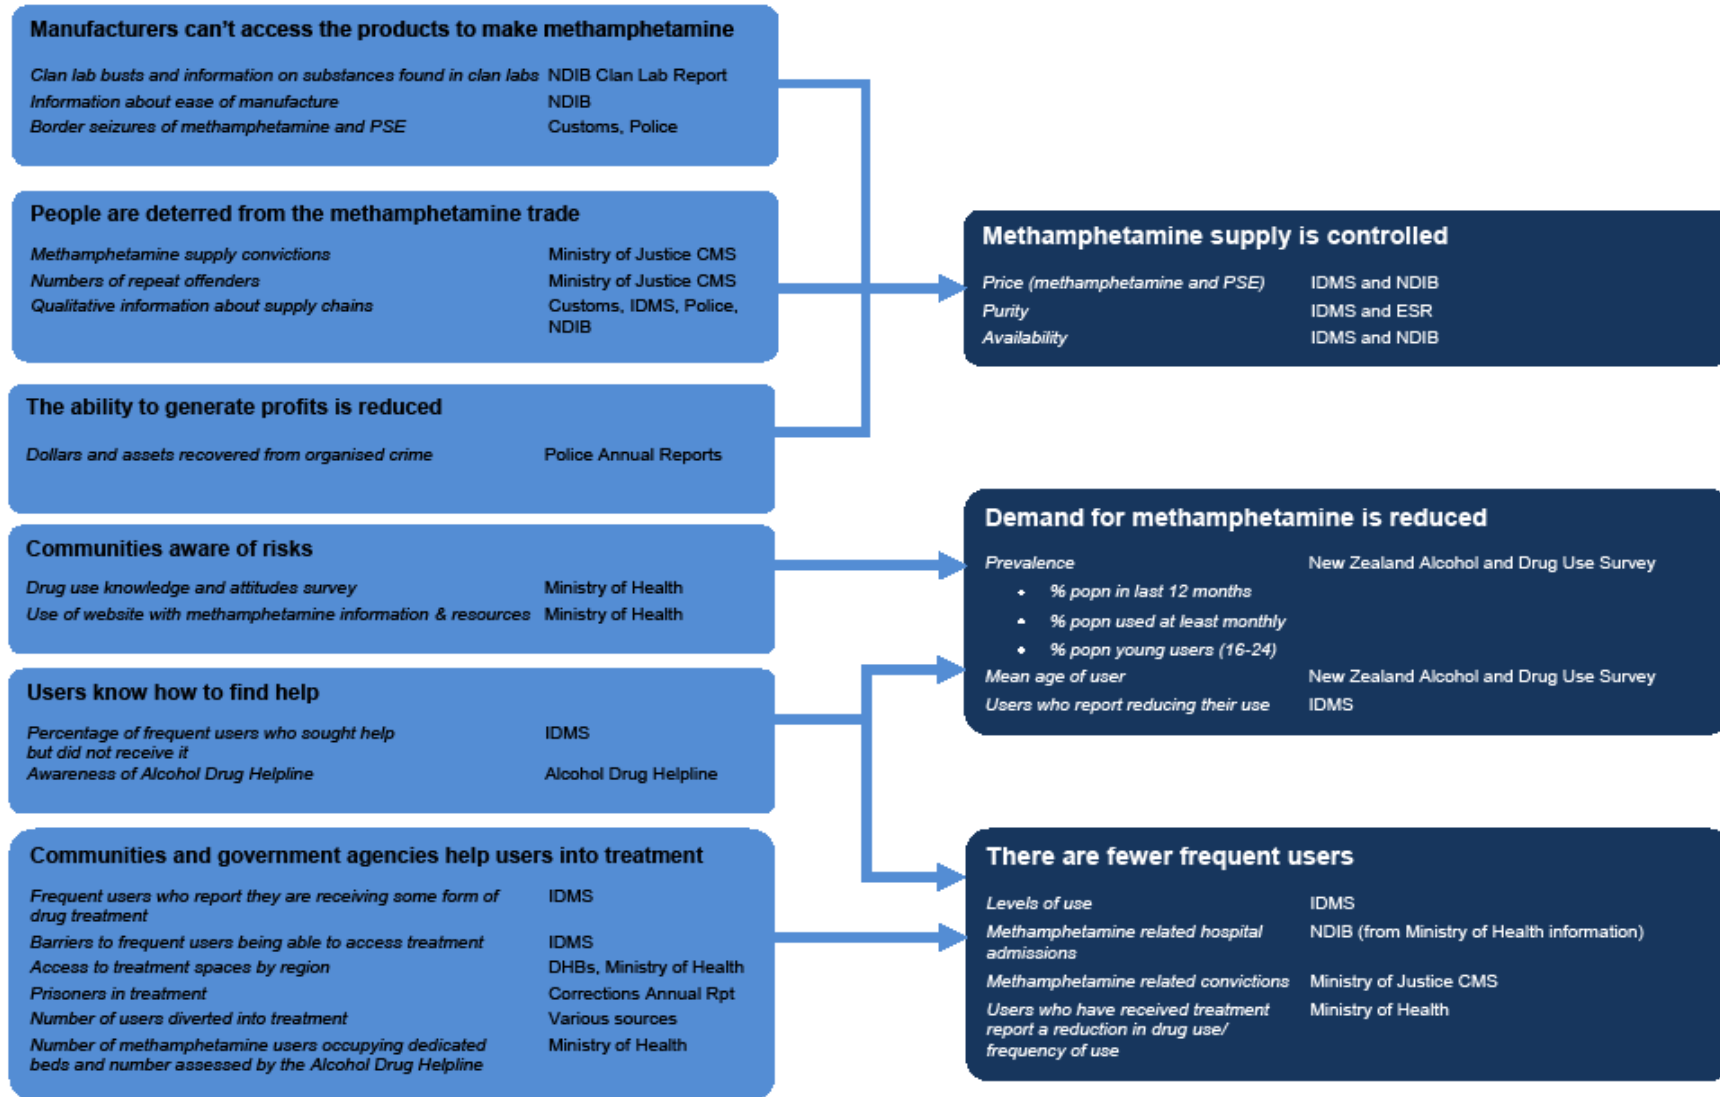 Manufacturers can't access the products to make methamphetamine
Clan lab busts and information on substances found in clan labs NDIB Clan Lab Report
Information about ease of manufacture NDIB
Border seizures of methamphetamine and PSE Customs, Police
People are deterred from the methamphetamine trade
Methamphetamine supply convictions Ministry of Justice CMS
Numbers of repeat offenders Ministry of Justice CMS
Qualitative information about supply chains Customs, IDMS, Police,
NDIB
The ability to generate profits is reduced
Dollars and assets recovered from organised crime Police Annual Reports
Communities aware of risks
Drug use knowledge and attitudes survey Ministry of Health
Use of website with methamphetamine information & resources Ministry of Health
Users know how to find help
Percentage of frequent users who sought help IDMS
but did not receive it
Awareness of Alcohol Drug Helpline Alcohol Drug Helpline
Communities and government agencies help users into treatment
Frequent users who report they are receiving some form of IDMS
drug treatment
Barriers to frequent users being able to access treatment IDMS
Access to treatment spaces by region DHBs, Ministry of Health
Prisoners in treatment Corrections Annual Rpt
Number of users diverted into treatment Various sources
Number of methamphetamine users occupying dedicated Ministry of Health
beds and number assessed by the Alcohol Drug Helpline
Methamphetamine supply is controlled
Price (methamphetamine and PSE) IDMS and NDIB
Purity IDMS and ESR
Availability IDMS and NDIB
Demand for methamphetamine is reduced
Prevalence New Zealand Alcohol and Drug Use Survey
• % popn in last 12 months
• % popn used at least monthly
• % popn young users (16-24)
Mean age of user New Zealand Alcohol and Drug Use Survey
Users who report reducing their use IDMS
There are fewer frequent users
Levels of use IDMS
Methamphetamine related hospital NDIB (from Ministry of Health information)
admissions
Methamphetamine related convictions Ministry of Justice CMS
Users who have received treatment Ministry of Health
report a reduction in drug use/
frequency of use